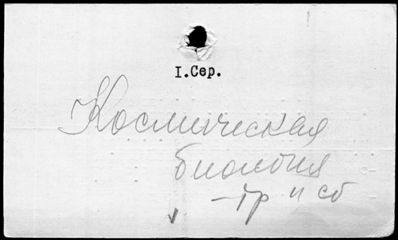 I.Сер.
Космическая
биология
– тр и сб